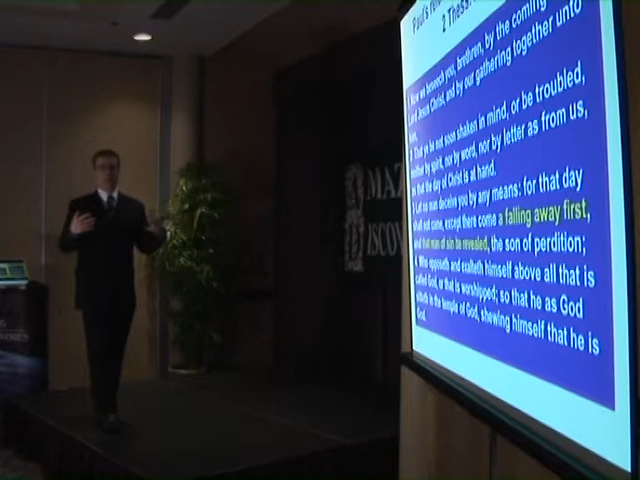 Paul's
2 Thess
1 Now we beseech you, brethren, by the coming
Lord Jesus Christ, and by our gathering together unto
him,
2 That ye be not soon shaken in mind, or be troubled,
neither by spirit, nor by word, nor by letter as from us,
as that the day of Christ is at hand.
3 Let no man deceive you by any means: for that day
shall not come, except there come a falling away first,
and that man of sin be revealed, the son of perdition;
4 Who opposeth and exalteth himself above all that is
called God, or that is worshipped; so that he as God
sitteth in the temple of God, shewing himself that he is
God.
AMAZ
DISCOV